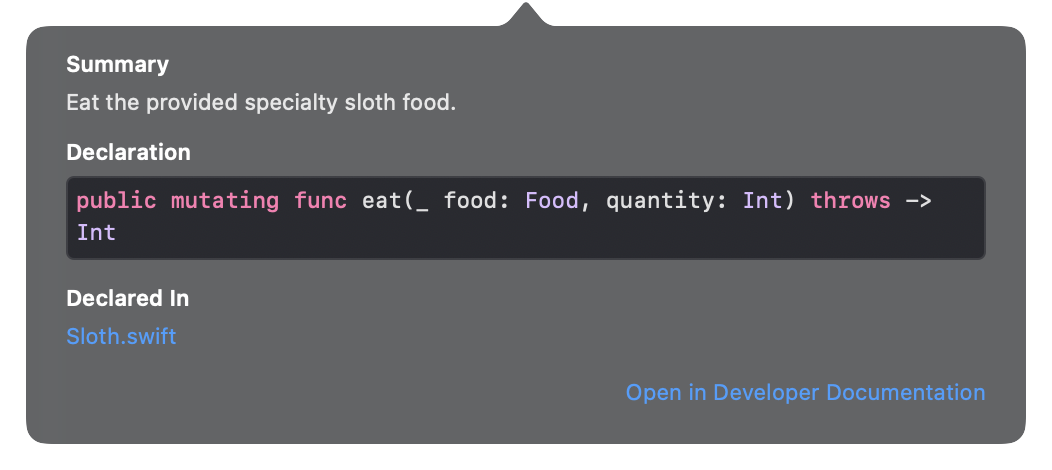 Summary
Eat the provided specialty sloth food.
Declaration
public mutating func eat(_ food: Food, quantity: Int) throws ->
Int
Declared In
Sloth.swift
Open in Developer Documentation